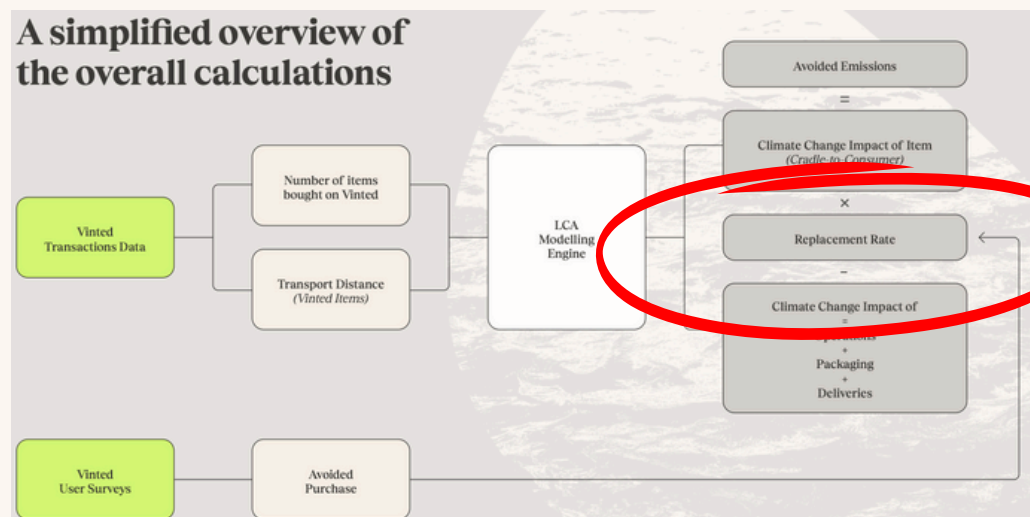 A simplified overview of
the overall calculations
Vinted
Transactions Data
Number of items
bought on Vinted
Transport Distance
(Vinted Items)
LCA
Modelling
Engine
Avoided Emissions
=
Climate Change Impact of Item
(Cradle-to-Consumer)
×
Replacement Rate
-
Climate Change Impact of
=
Operations
+
Packaging
+
Deliveries
Vinted
User Surveys
Avoided
Purchase